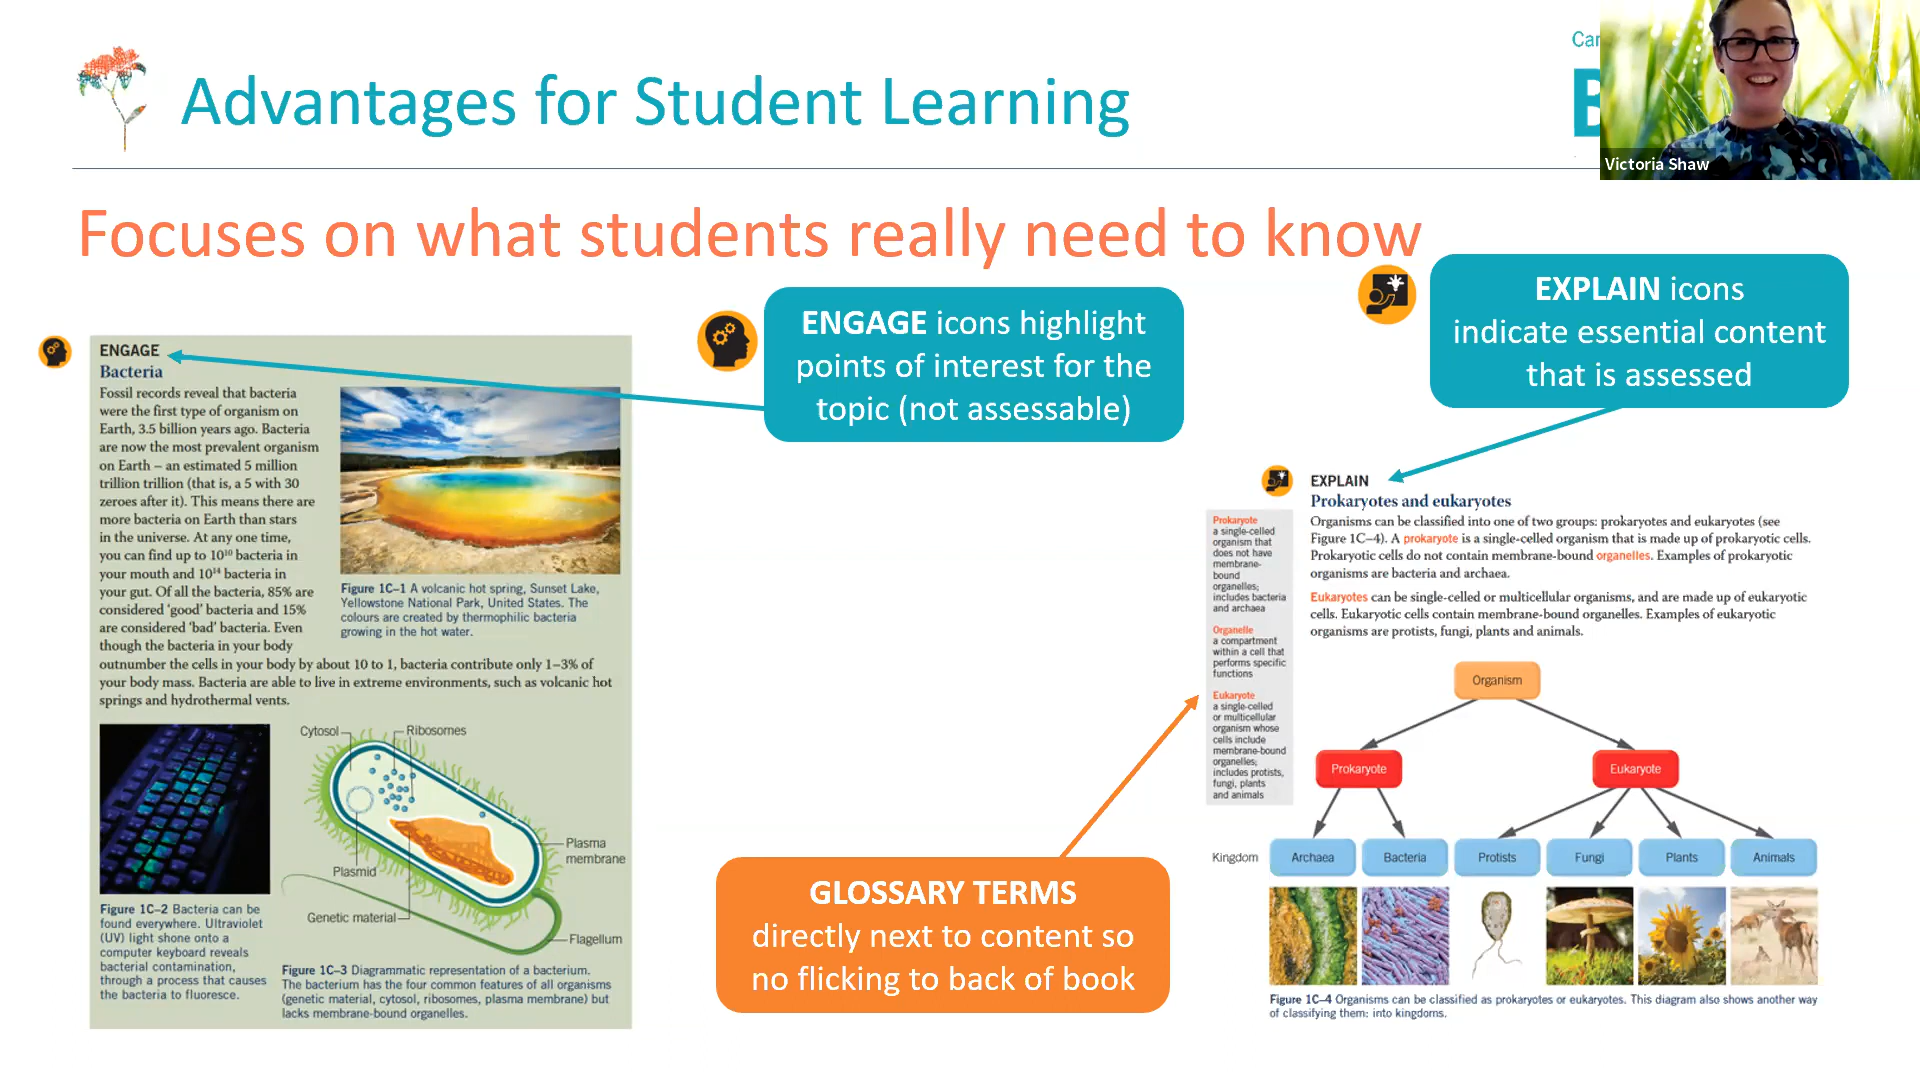 Advantages for Student Learning
Car
B
Victoria Shaw
Focuses on what students really need to know
ENGAGE icons highlight
points of interest for the
topic (not assessable)
EXPLAIN icons
indicate essential content
that is assessed
ENGAGE
Bacteria
Fossil records reveal that bacteria
were the first type of organism on
Earth, 3.5 billion years ago. Bacteria
are now the most prevalent organism
on Earth – an estimated 5 million
trillion trillion (that is, a 5 with 30
zeroes after it). This means there are
more bacteria on Earth than stars
in the universe. At any one time,
you can find up to 10¹⁰ bacteria in
your mouth and 10¹⁴ bacteria in
your gut. Of all the bacteria, 85% are
considered ‘good’ bacteria and 15%
are considered ‘bad’ bacteria. Even
though the bacteria in your body
outnumber the cells in your body by about 10 to 1, bacteria contribute only 1–3% of
your body mass. Bacteria are able to live in extreme environments, such as volcanic hot
springs and hydrothermal vents.
Figure 1C–1 A volcanic hot spring, Sunset Lake,
Yellowstone National Park, United States. The
colours are created by thermophilic bacteria
growing in the hot water.
Cytosol
Ribosomes
Plasma
membrane
Plasmid
Genetic material
Flagellum
Figure 1C–2 Bacteria can be
found everywhere. Ultraviolet
(UV) light shone onto a
computer keyboard reveals
bacterial contamination,
through a process that causes
the bacteria to fluoresce.
Figure 1C–3 Diagrammatic representation of a bacterium.
The bacterium has the four common features of all organisms
(genetic material, cytosol, ribosomes, plasma membrane) but
lacks membrane-bound organelles.
GLOSSARY TERMS
directly next to content so
no flicking to back of book
EXPLAIN
Prokaryotes and eukaryotes
Organisms can be classified into one of two groups: prokaryotes and eukaryotes (see
Figure 1C–4). A prokaryote is a single-celled organism that is made up of prokaryotic cells.
Prokaryotic cells do not contain membrane-bound organelles. Examples of prokaryotic
organisms are bacteria and archaea.
Eukaryotes can be single-celled or multicellular organisms, and are made up of eukaryotic
cells. Eukaryotic cells contain membrane-bound organelles. Examples of eukaryotic
organisms are protists, fungi, plants and animals.
Prokaryote
a single-celled
organism that
does not have
membrane-
bound
organelles;
includes bacteria
and archaea
Organelle
a compartment
within a cell that
performs specific
functions
Eukaryote
a single-celled
or multicellular
organism whose
cells include
membrane-bound
organelles;
includes protists,
fungi, plants
and animals
Organism
Prokaryote
Eukaryote
Kingdom
Archaea
Bacteria
Protists
Fungi
Plants
Animals
Figure 1C–4 Organisms can be classified as prokaryotes or eukaryotes. This diagram also shows another way
of classifying them: into kingdoms.